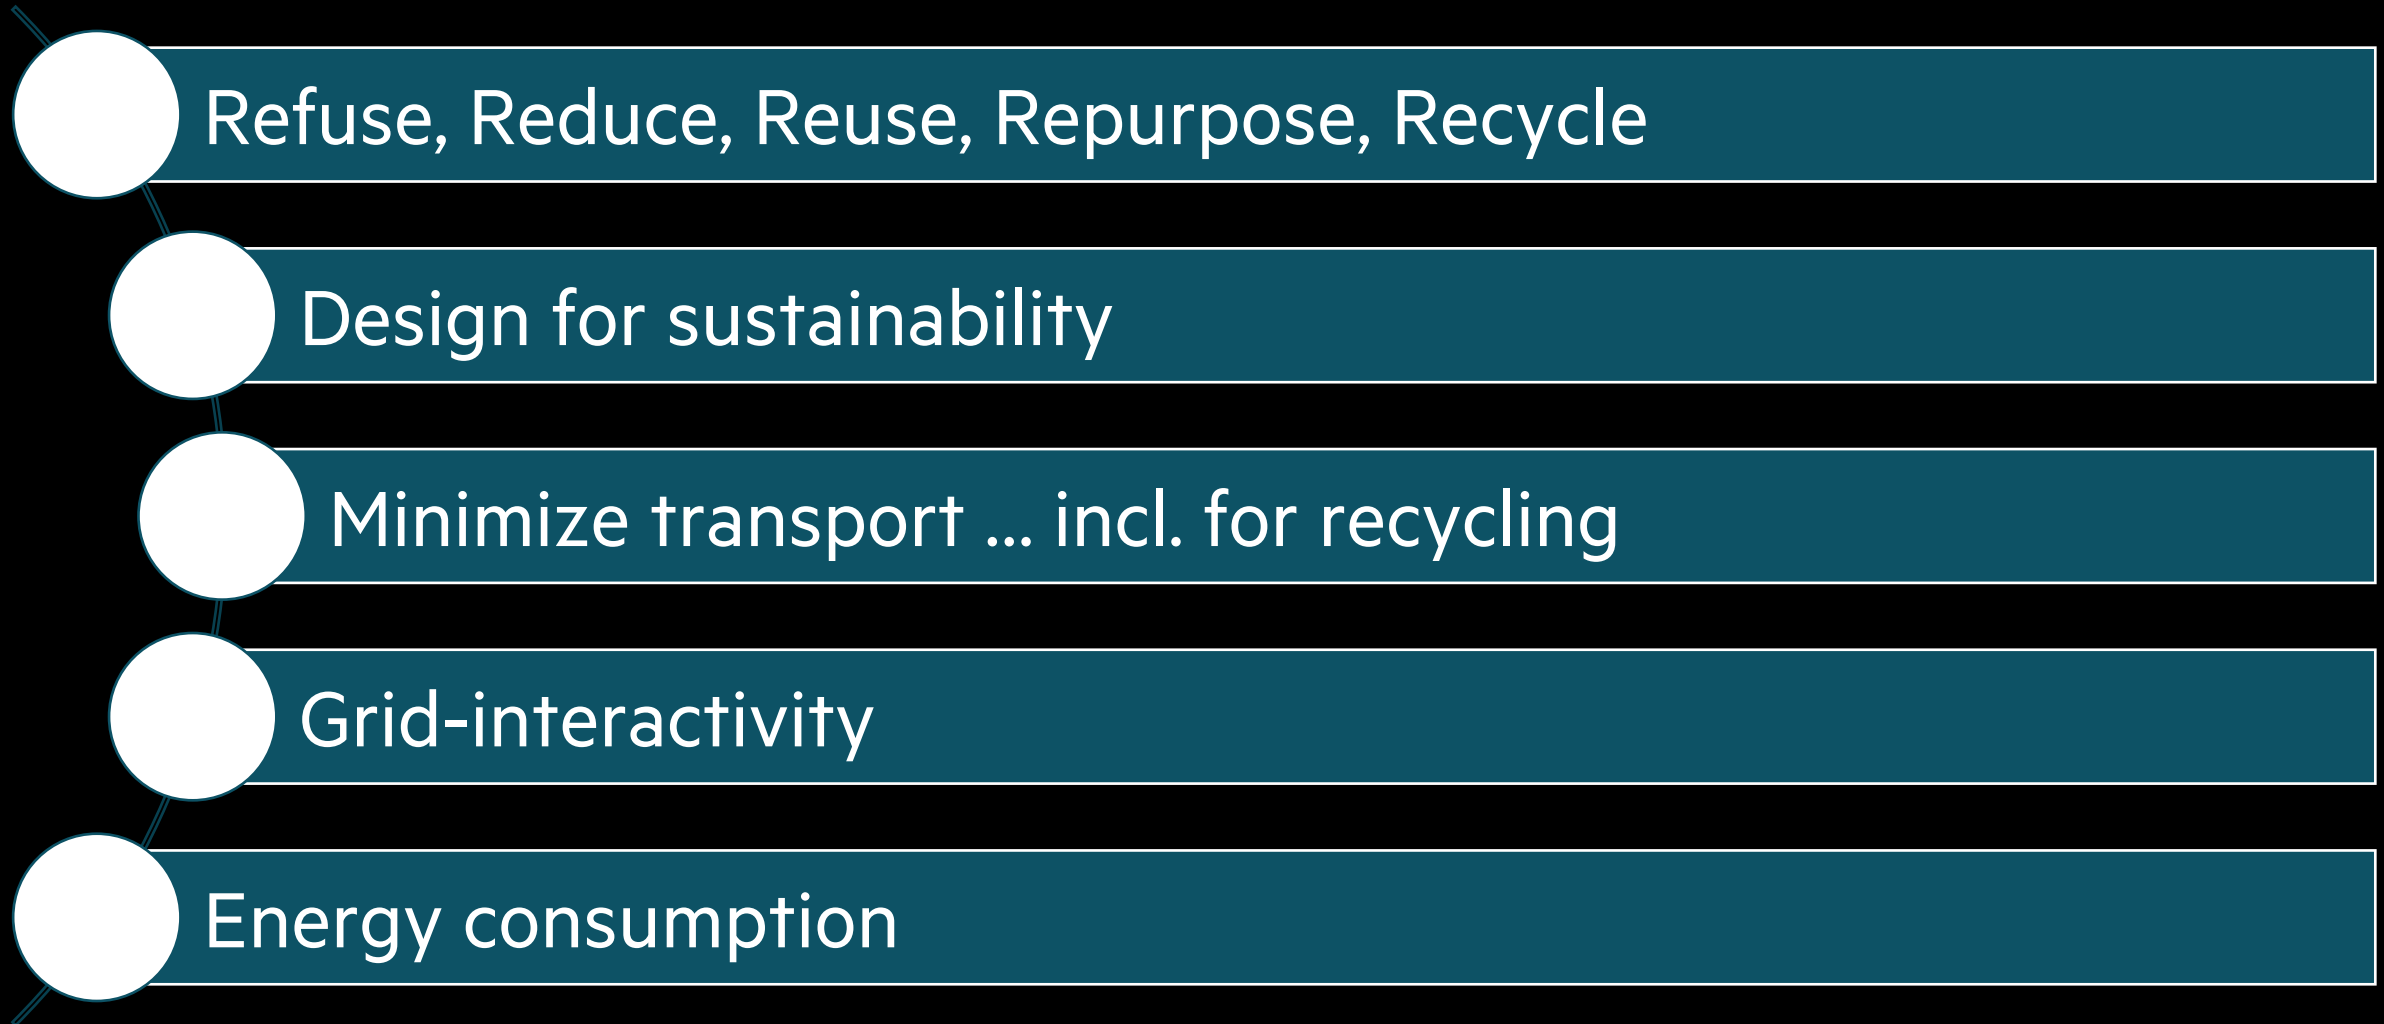 Refuse, Reduce, Reuse, Repurpose, Recycle
Design for sustainability
Minimize transport ... incl. for recycling
Grid-interactivity
Energy consumption